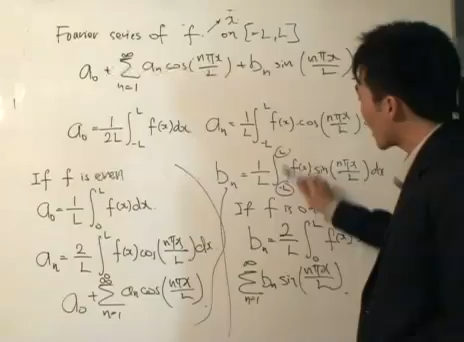 Fourier series of f. → x on [-L, L]
a₀ + ∑_{n=1}^{∞} aₙ cos(nπx/L) + bₙ sin(nπx/L)
a₀ = 1/2L ∫_{-L}^{L} f(x)dx aₙ = 1/L ∫_{-L}^{L} f(x) cos(nπx/L)
bₙ = 1/L ∫_{-L}^{L} f(x) sin(nπx/L) dx
If f is even
a₀ = 1/L ∫_{0}^{L} f(x)dx.
aₙ = 2/L ∫_{0}^{L} f(x) cos(nπx/L) dx
a₀ + ∑_{n=1}^{∞} aₙ cos(nπx/L).
If f is
bₙ = 2/L ∫_{0}^{L} f(x)
∑_{n=1}^{∞} bₙ sin(nπx/L).